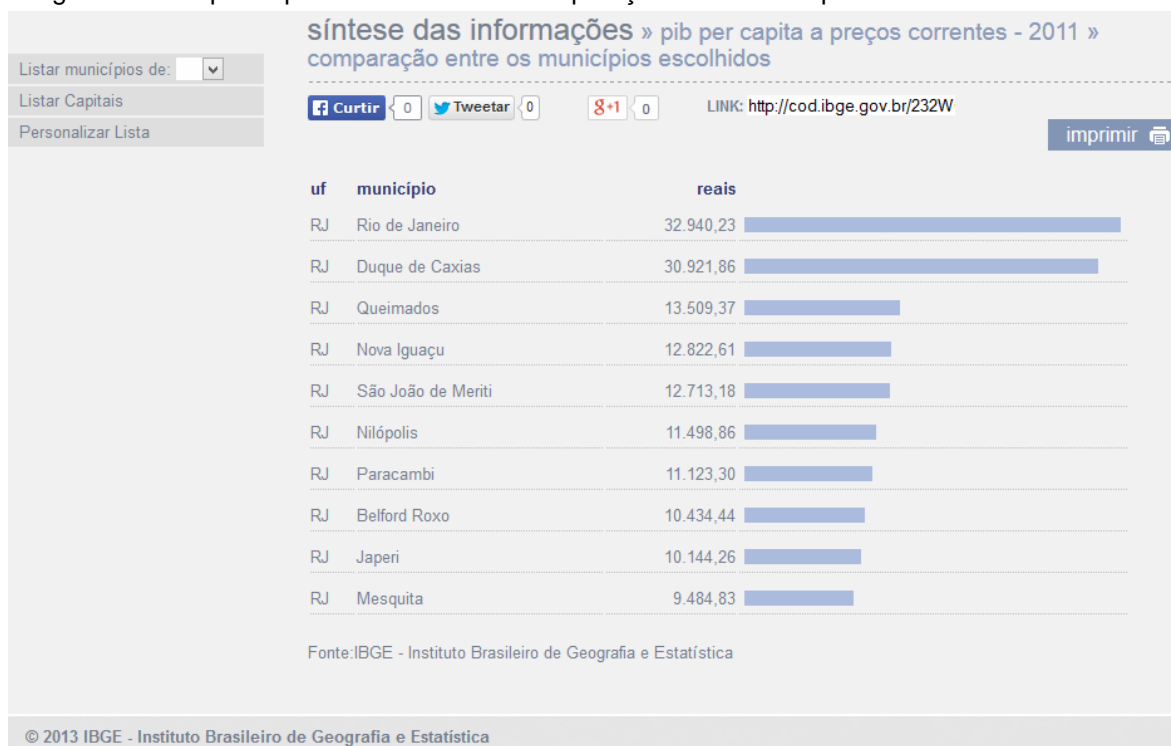 síntese das informações » pib per capita a preços correntes - 2011 »
comparação entre os municípios escolhidos
Listar municípios de:
Listar Capitais
Personalizar Lista
Curtir 0 Tweetar 0 g+1 0 LINK: http://cod.ibge.gov.br/232W
imprimir
uf município reais
RJ Rio de Janeiro 32.940,23
RJ Duque de Caxias 30.921,86
RJ Queimados 13.509,37
RJ Nova Iguaçu 12.822,61
RJ São João de Meriti 12.713,18
RJ Nilópolis 11.498,86
RJ Paracambi 11.123,30
RJ Belford Roxo 10.434,44
RJ Japeri 10.144,26
RJ Mesquita 9.484,83
Fonte:IBGE - Instituto Brasileiro de Geografia e Estatística
© 2013 IBGE - Instituto Brasileiro de Geografia e Estatística